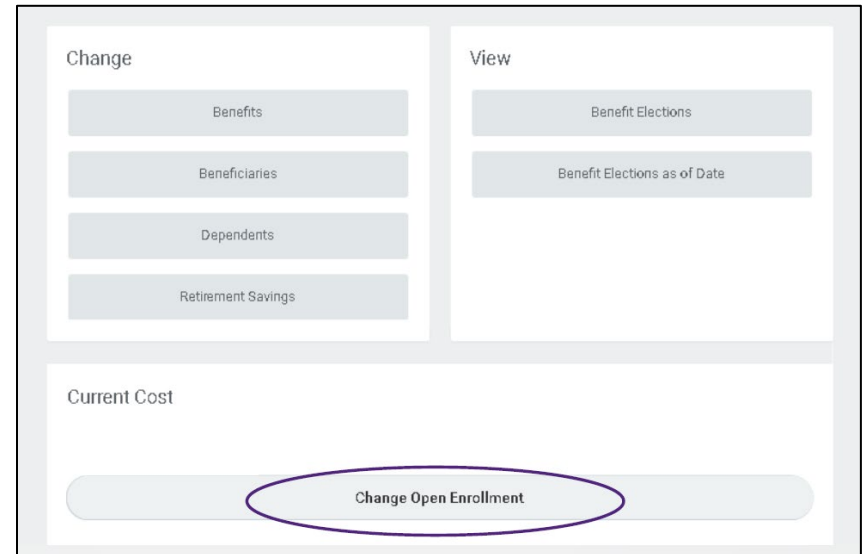 Change
Benefits
Beneficiaries
Dependents
Retirement Savings
View
Benefit Elections
Benefit Elections as of Date
Current Cost
Change Open Enrollment